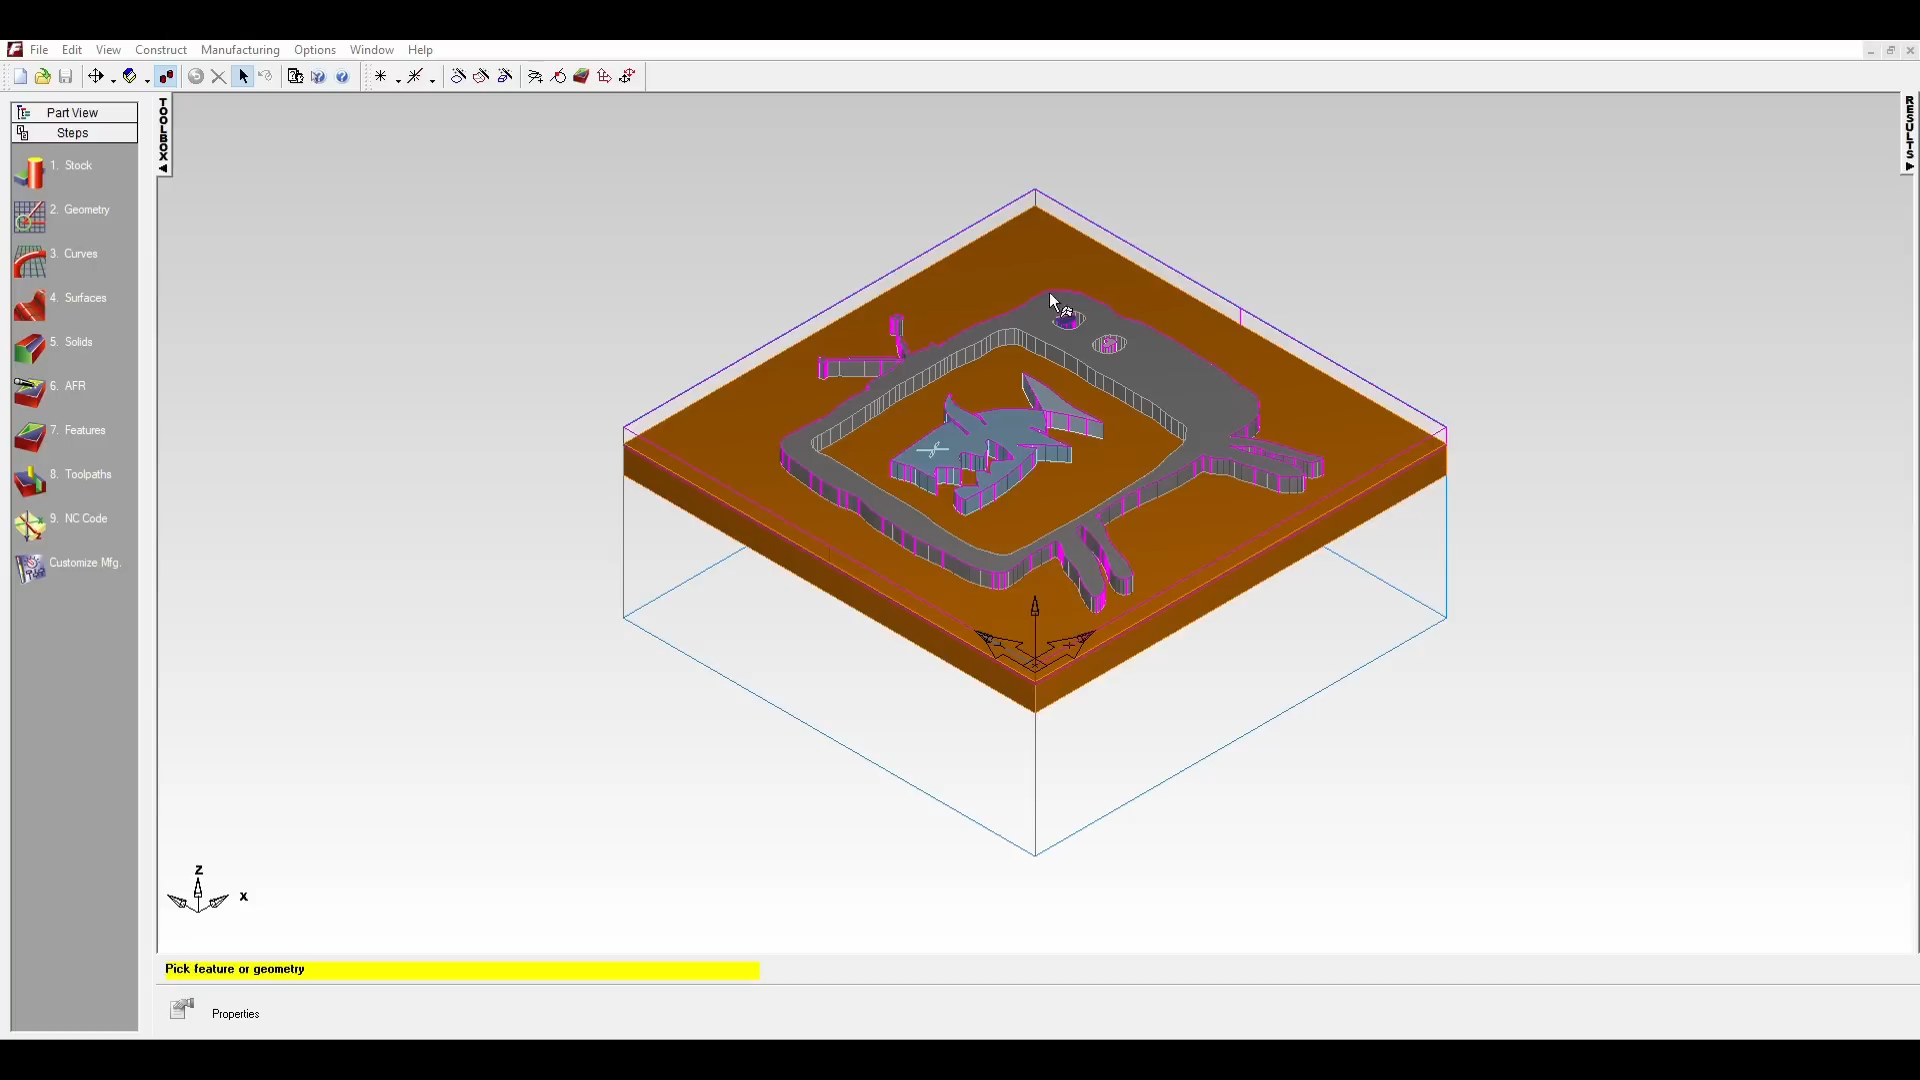 File Edit View Construct Manufacturing Options Window Help
TOOLBOX
RESULTS
Part View
Steps
1. Stock
2. Geometry
3. Curves
4. Surfaces
5. Solids
6. AFR
7. Features
8. Toolpaths
9. NC Code
Customize Mfg.
Z
X
Pick feature or geometry
Properties